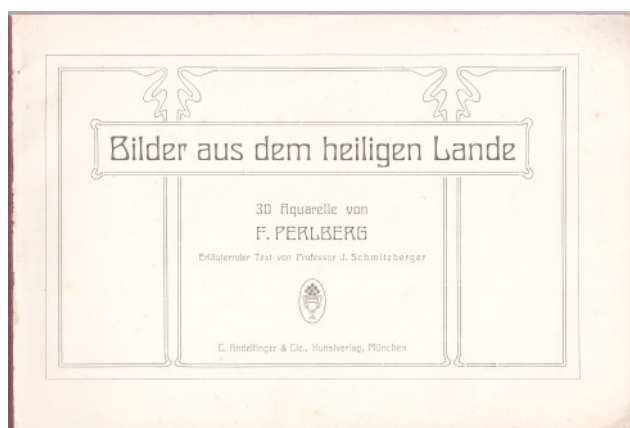 Bilder aus dem heiligen Lande
30 Aquarelle von
F. PERLBERG
Erläuternder Text von Professor J. Schmitzberger
C. Andelfinger & Cie., Kunstverlag, München